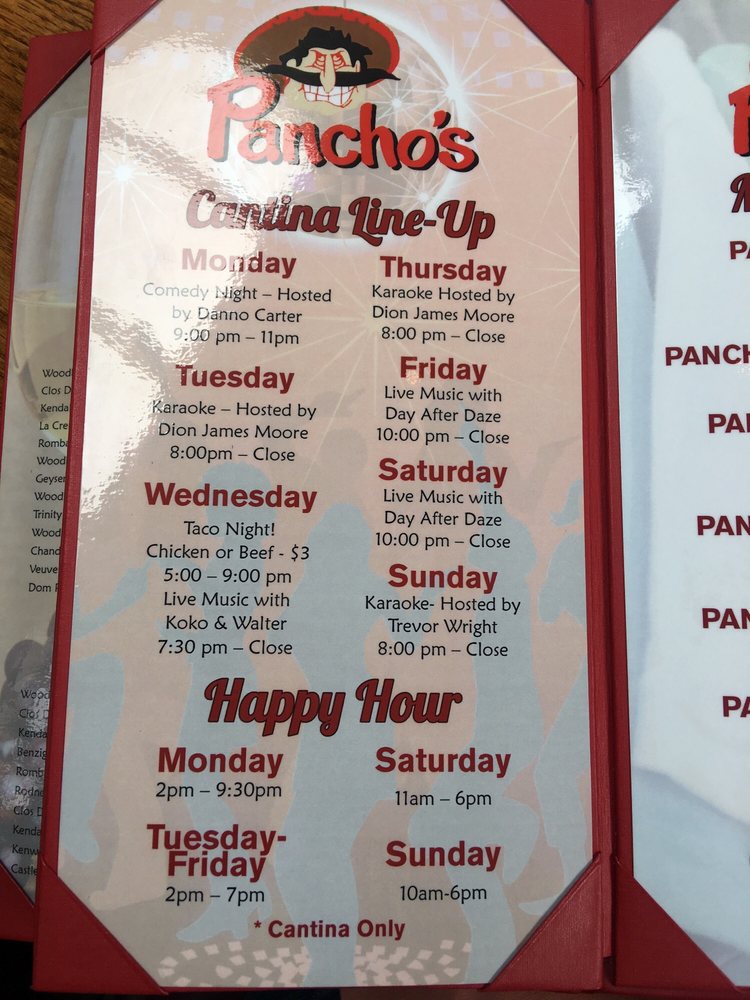 Pancho's
Cantina Line-Up
Monday
Comedy Night – Hosted
by Danno Carter
9:00 pm – 11pm
Tuesday
Karaoke – Hosted by
Dion James Moore
8:00pm – Close
Wednesday
Taco Night!
Chicken or Beef - $3
5:00 – 9:00 pm
Live Music with
Koko & Walter
7:30 pm – Close
Thursday
Karaoke Hosted by
Dion James Moore
8:00 pm – Close
Friday
Live Music with
Day After Daze
10:00 pm – Close
Saturday
Live Music with
Day After Daze
10:00 pm – Close
Sunday
Karaoke- Hosted by
Trevor Wright
8:00 pm – Close
Happy Hour
Monday
2pm – 9:30pm
Tuesday-
Friday
2pm – 7pm
Saturday
11am – 6pm
Sunday
10am-6pm
* Cantina Only